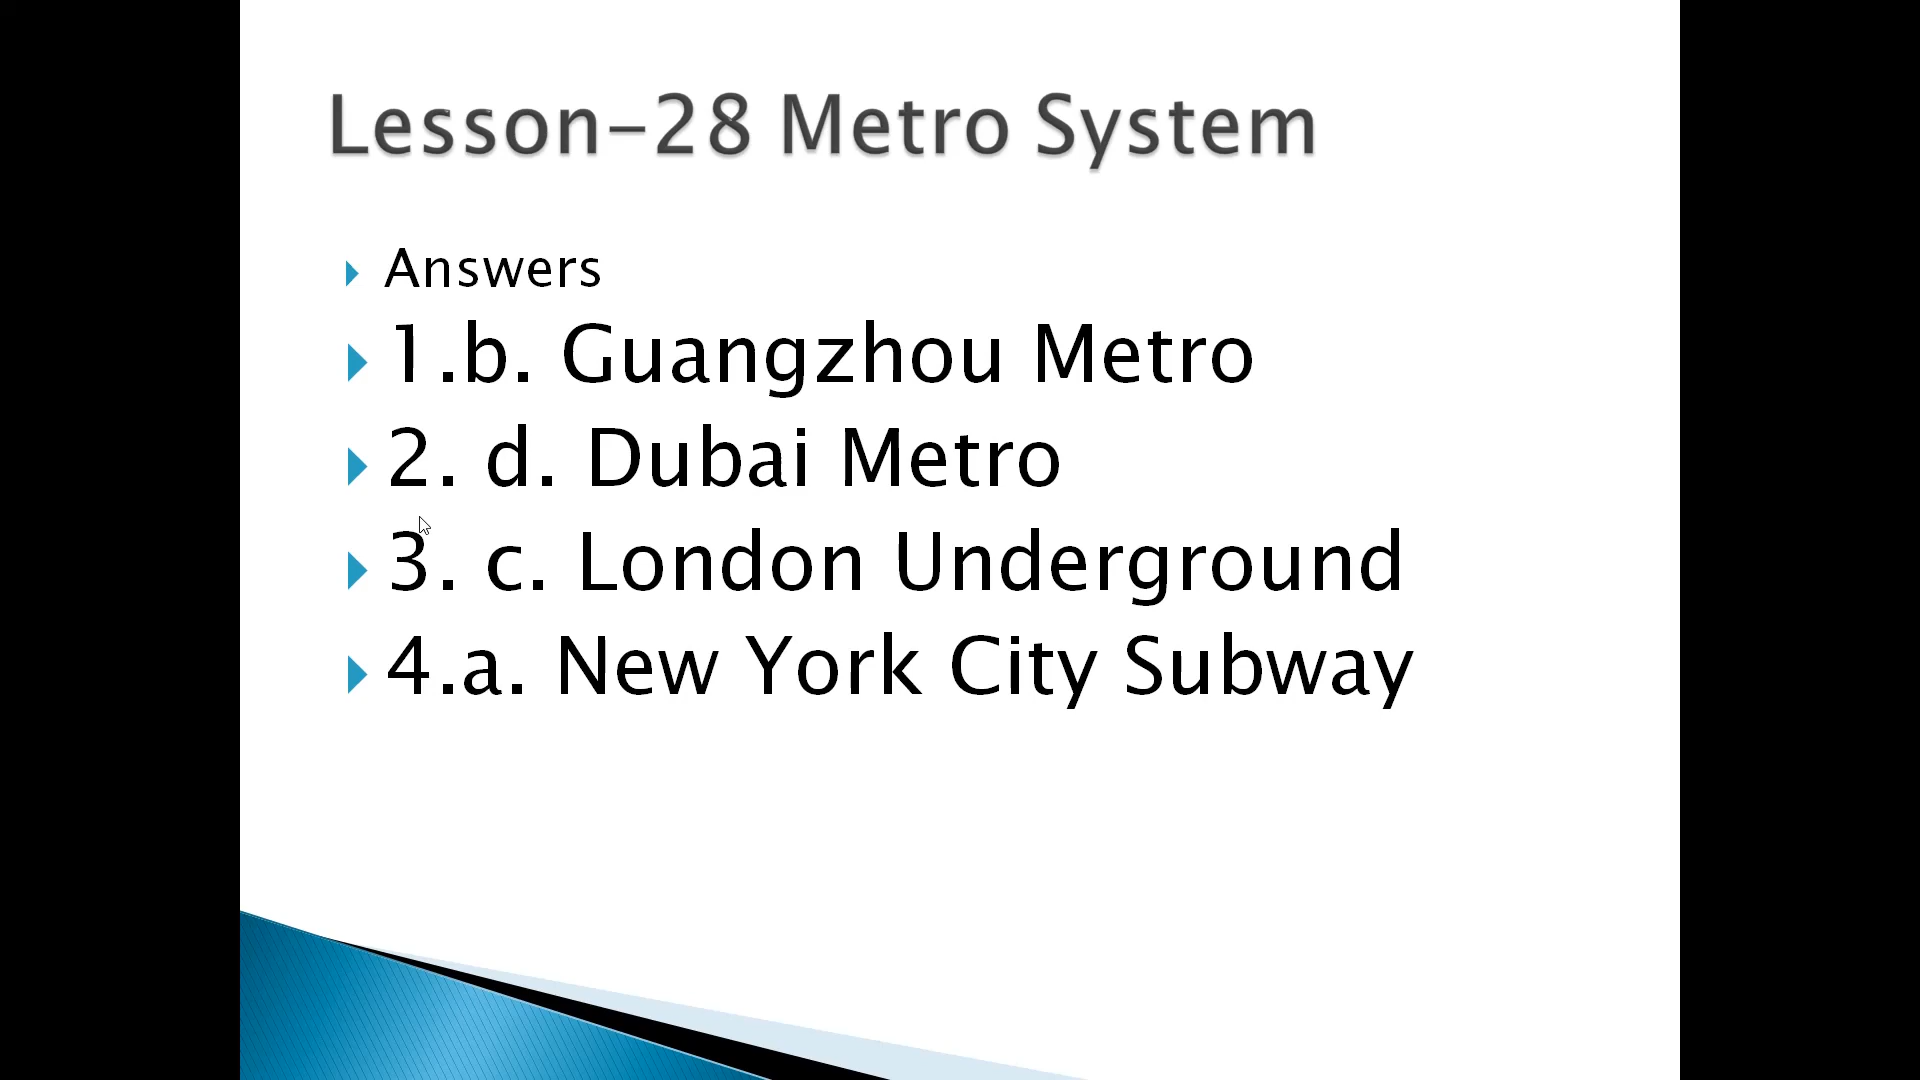 Lesson-28 Metro System
Answers
1.b. Guangzhou Metro
2. d. Dubai Metro
3. c. London Underground
4.a. New York City Subway